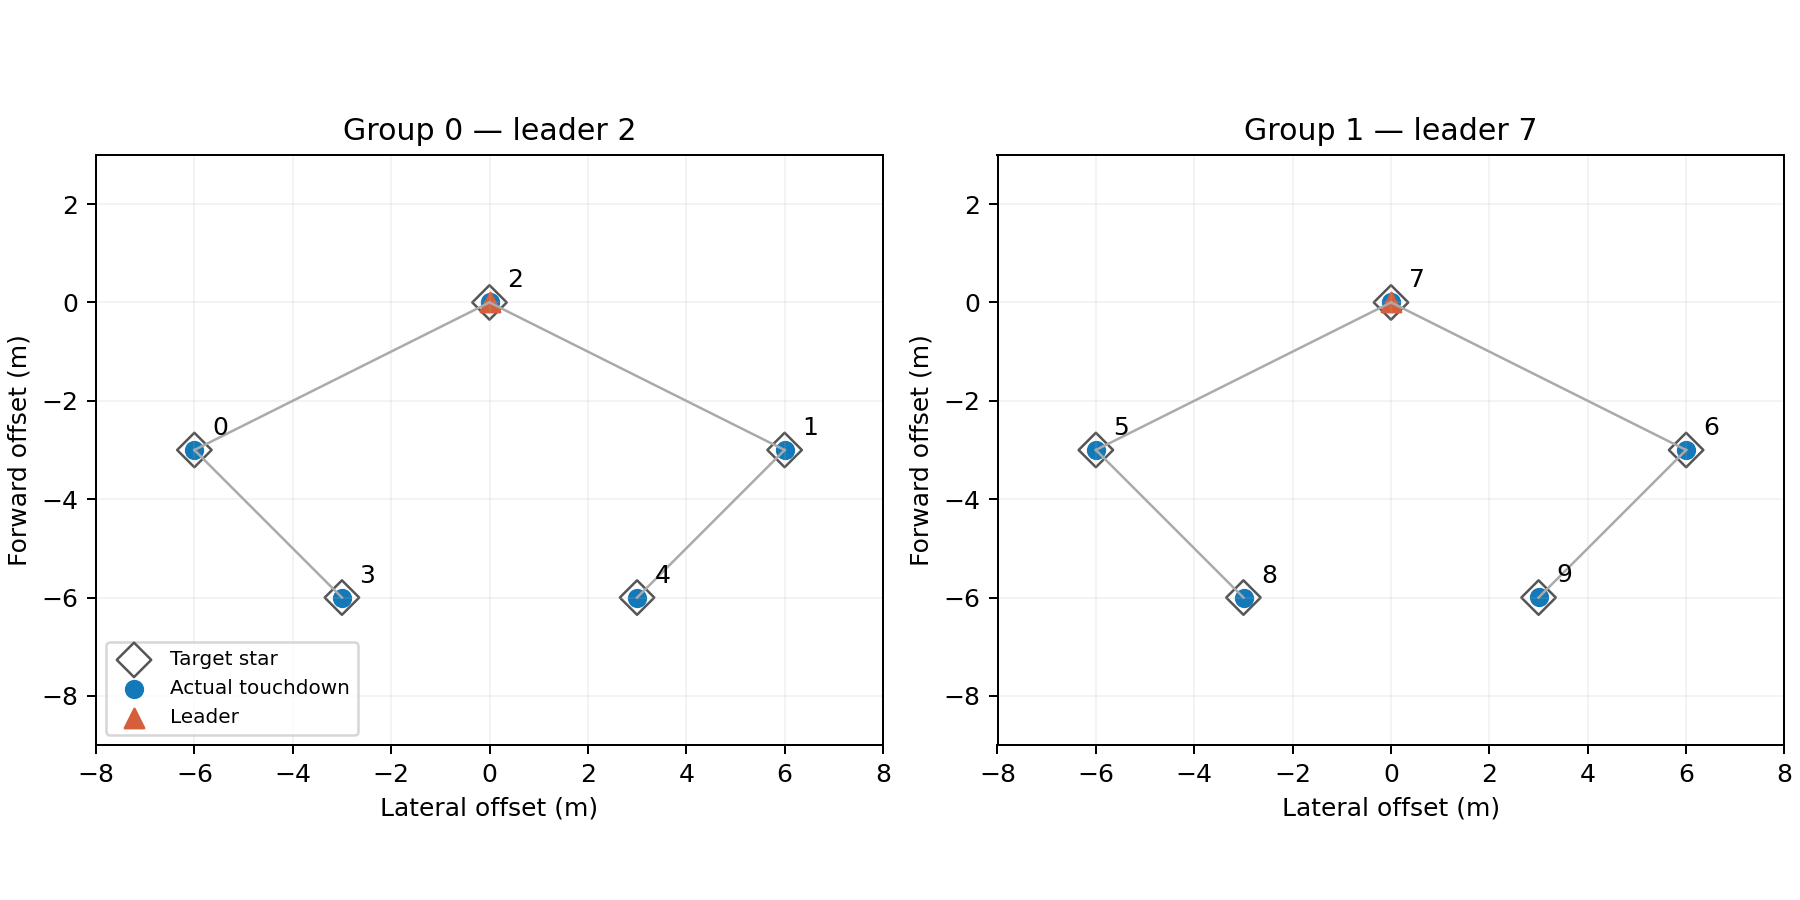 Group 0 — leader 2
2
0
−2
−4
−6
−8
Forward offset (m)
2
0
1
3
4
Target star
Actual touchdown
Leader
−8 −6 −4 −2 0 2 4 6 8
Lateral offset (m)
Group 1 — leader 7
2
0
−2
−4
−6
−8
Forward offset (m)
7
5
6
8
9
−8 −6 −4 −2 0 2 4 6 8
Lateral offset (m)